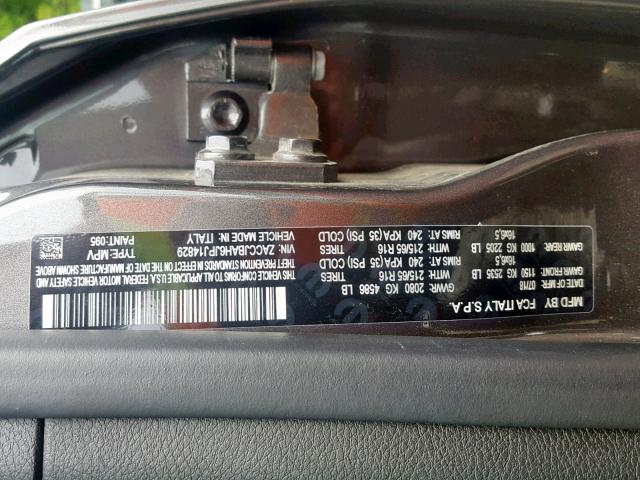 MFD BY FCA ITALY S.P.A.
DATE OF MFR: 07/18 GVWR: 2080 KG 4586 LB
GAWR FRONT: 1150 KG 2535 LB WITH: 215/65 R16 TIRES
16x6,5 RIMS AT: 240 KPA(35 PSI) COLD
GAWR REAR: 1000 KG 2205 LB WITH: 215/65 R16 TIRES
16x6,5 RIMS AT: 240 KPA(35 PSI) COLD
THIS VEHICLE CONFORMS TO ALL APPLICABLE U.S.A. FEDERAL MOTOR VEHICLE SAFETY AND
THEFT PREVENTION STANDARDS IN EFFECT ON THE DATE OF MANUFACTURE SHOWN ABOVE
VIN: ZACCJBAH6JPJ14829 TYPE: MPV
VEHICLE MADE IN: ITALY PAINT: 095